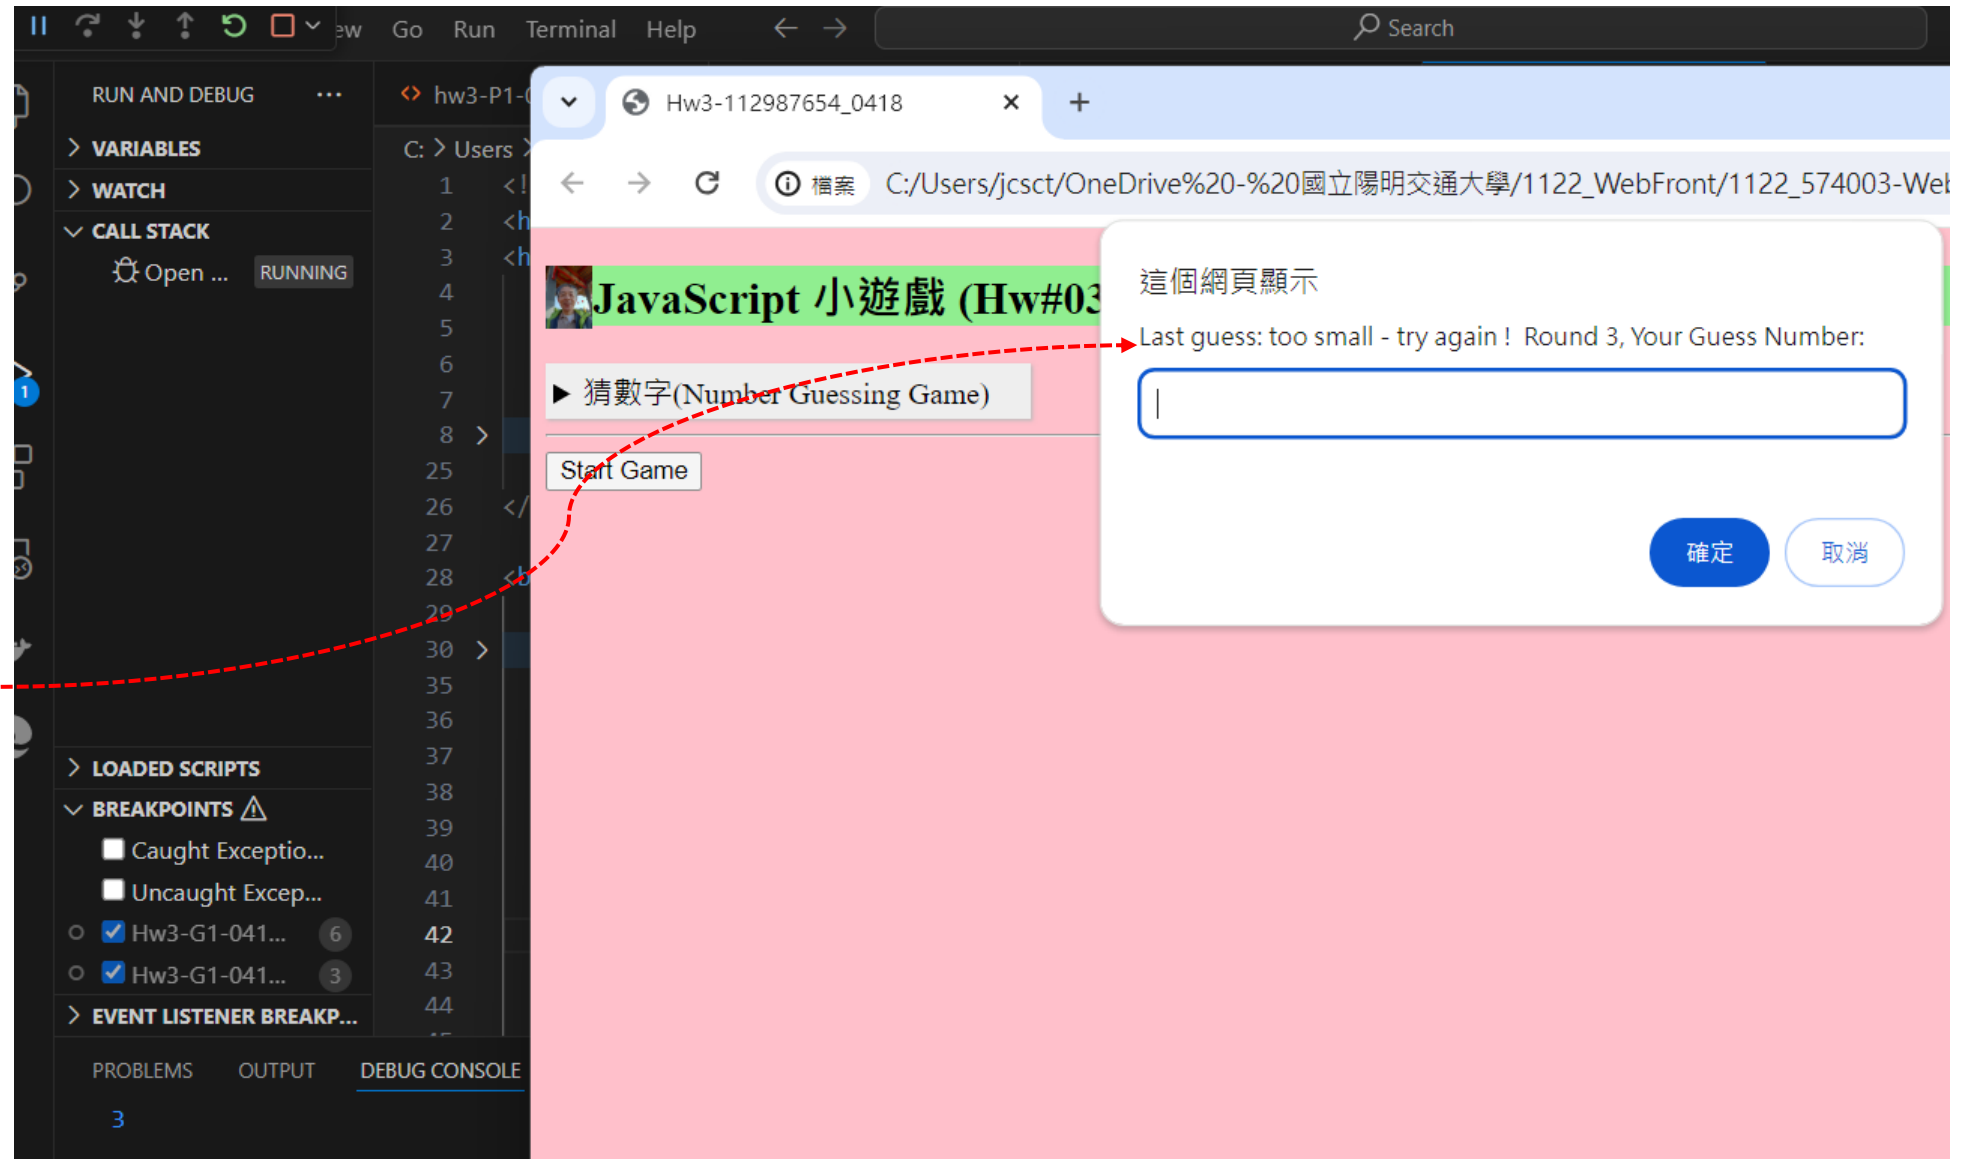 ew Go Run Terminal Help Search
RUN AND DEBUG ...
VARIABLES
WATCH
CALL STACK
Open ... RUNNING
LOADED SCRIPTS
BREAKPOINTS
Caught Exceptio...
Uncaught Excep...
Hw3-G1-041... 6
Hw3-G1-041... 3
EVENT LISTENER BREAKP...
1
<> hw3-P1-0
C: > Users >
1 <!
2 <h
3 <h
4
5
6
7
8
25
26 </
27
28 <b
29
30
35
36
37
38
39
40
41
42
43
44
45
PROBLEMS OUTPUT DEBUG CONSOLE
3
Hw3-112987654_0418
檔案 C:/Users/jcsct/OneDrive%20-%20國立陽明交通大學/1122_WebFront/1122_574003-Wel
JavaScript 小遊戲 (Hw#03
▶ 猜數字(Number Guessing Game)
Start Game
這個網頁顯示
Last guess: too small - try again ! Round 3, Your Guess Number:
確定 取消